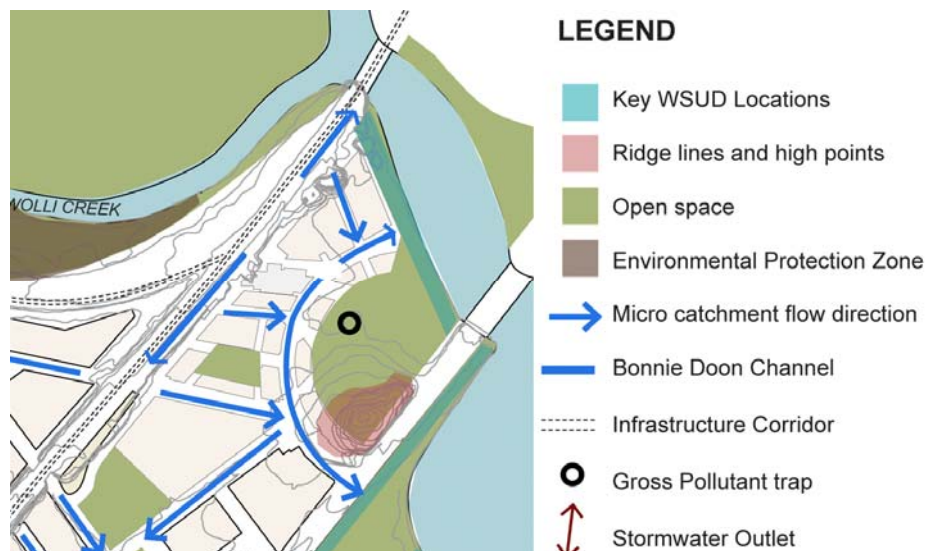 LEGEND
Key WSUD Locations
Ridge lines and high points
Open space
Environmental Protection Zone
Micro catchment flow direction
Bonnie Doon Channel
Infrastructure Corridor
Gross Pollutant trap
Stormwater Outlet
WOLLI CREEK